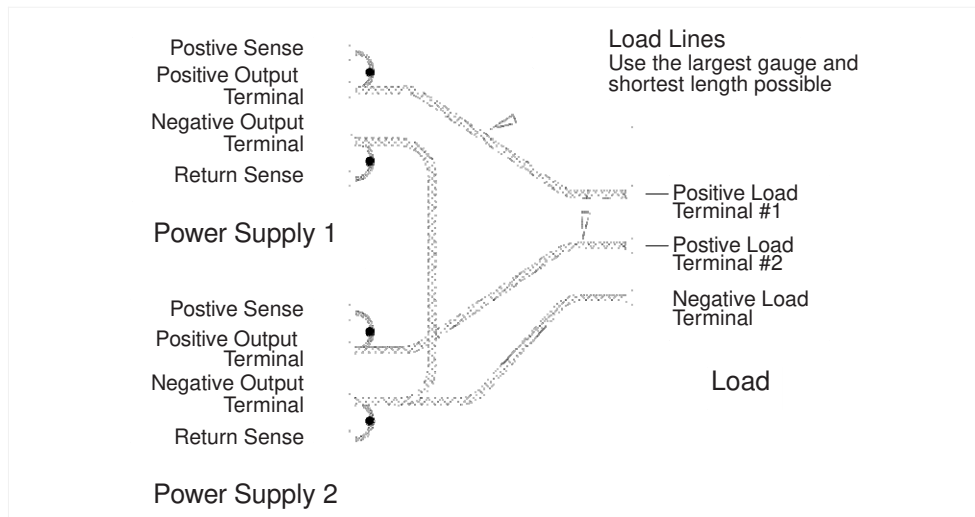 Postive Sense
Positive Output
Terminal
Negative Output
Terminal
Return Sense
Power Supply 1
Load Lines
Use the largest gauge and
shortest length possible
Positive Load
Terminal #1
Postive Load
Terminal #2
Negative Load
Terminal
Load
Postive Sense
Positive Output
Terminal
Negative Output
Terminal
Return Sense
Power Supply 2